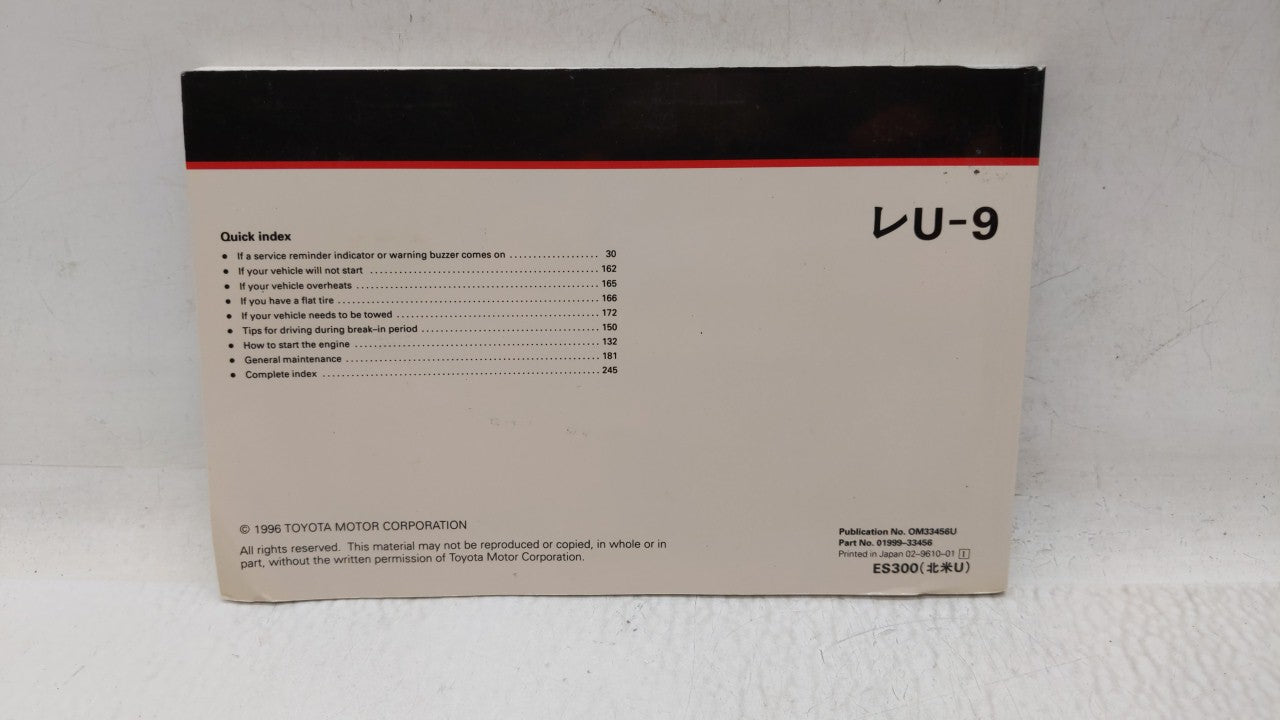 レU-9
Quick index
• If a service reminder indicator or warning buzzer comes on .................... 30
• If your vehicle will not start .................... 162
• If your vehicle overheats .................... 165
• If you have a flat tire .................... 166
• If your vehicle needs to be towed .................... 172
• Tips for driving during break–in period .................... 150
• How to start the engine .................... 132
• General maintenance .................... 181
• Complete index .................... 245
© 1996 TOYOTA MOTOR CORPORATION
All rights reserved. This material may not be reproduced or copied, in whole or in
part, without the written permission of Toyota Motor Corporation.
Publication No. OM33456U
Part No. 01999–33456
Printed in Japan 02–9610–01 I
ES300(北米U)